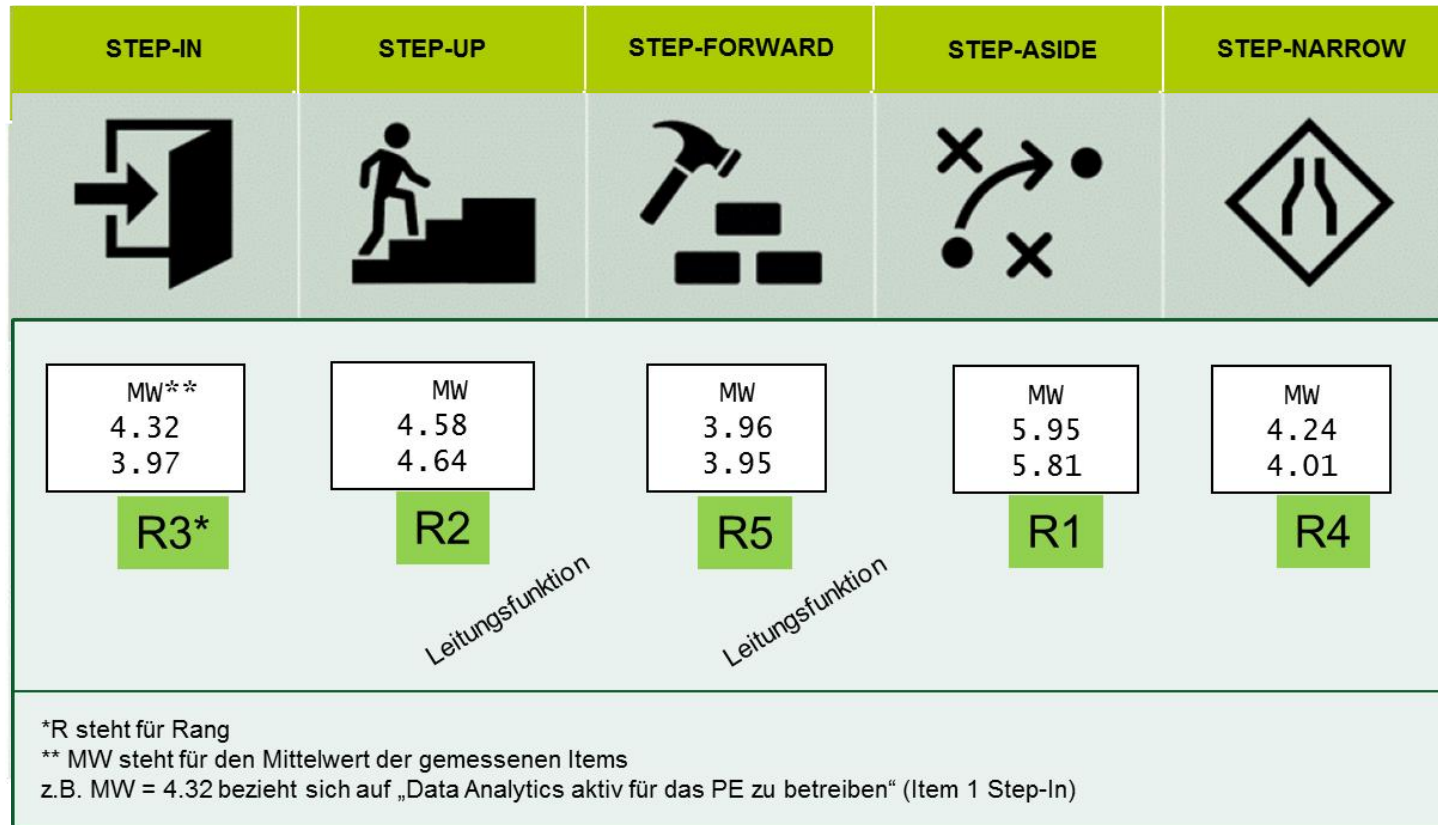 STEP-IN
STEP-UP
STEP-FORWARD
STEP-ASIDE
STEP-NARROW
MW**
4.32
3.97
R3*
MW
4.58
4.64
R2
MW
3.96
3.95
R5
MW
5.95
5.81
R1
MW
4.24
4.01
R4
Leitungsfunktion
Leitungsfunktion
*R steht für Rang
** MW steht für den Mittelwert der gemessenen Items
z.B. MW = 4.32 bezieht sich auf „Data Analytics aktiv für das PE zu betreiben“ (Item 1 Step-In)